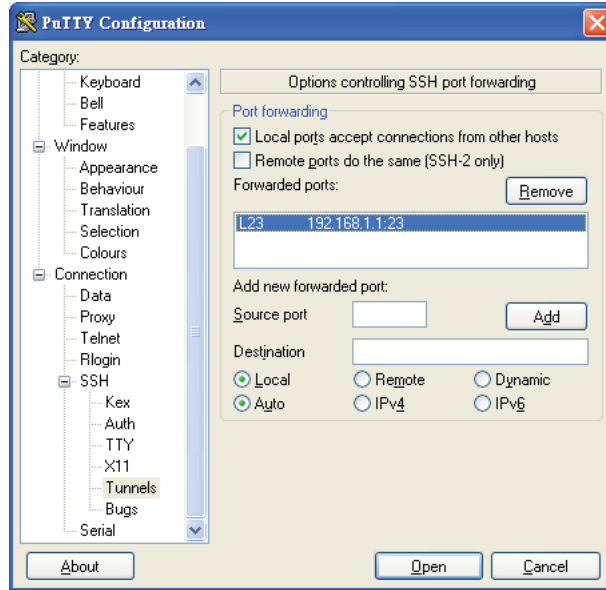 PuTTY Configuration
Category:
Keyboard
Bell
Features
Window
Appearance
Behaviour
Translation
Selection
Colours
Connection
Data
Proxy
Telnet
Rlogin
SSH
Kex
Auth
TTY
X11
Tunnels
Bugs
Serial
Options controlling SSH port forwarding
Port forwarding
Local ports accept connections from other hosts
Remote ports do the same (SSH-2 only)
Forwarded ports:
Remove
L23 192.168.1.1:23
Add new forwarded port:
Source port
Add
Destination
Local Remote Dynamic
Auto IPv4 IPv6
About Open Cancel